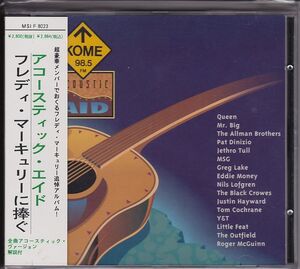 MSI F 8023
¥2,800(税抜) ¥2,884(税込)
アコースティック・エイド
フレディ・マーキュリーに捧ぐ
超豪華メンバーでおくるフレディ・マーキュリー追悼アルバム!
全曲アコースティック・
ヴァージョン
解説付
KOME
98.5
FM
ACOUSTIC
AID
Queen
Mr. Big
The Allman Brothers
Pat Dinizio
Jethro Tull
MSG
Greg Lake
Eddie Money
Nils Lofgren
The Black Crowes
Justin Hayward
Tom Cochrane
Y&T
Little Feat
The Outfield
Roger McGuinn